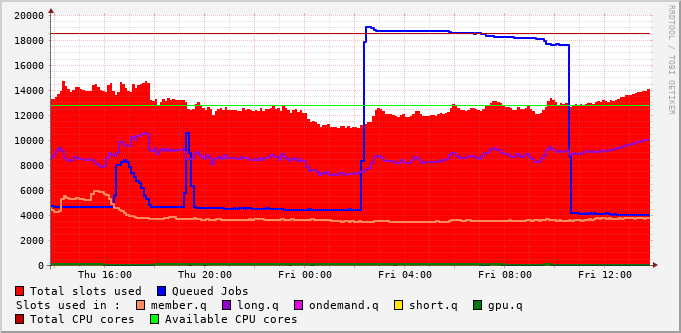 20000
18000
16000
14000
12000
10000
8000
6000
4000
2000
0
Thu 16:00 Thu 20:00 Fri 00:00 Fri 04:00 Fri 08:00 Fri 12:00
RRDTOOL / TOBI OETIKER
Total slots used Queued Jobs
Slots used in : member.q long.q ondemand.q short.q gpu.q
Total CPU cores Available CPU cores